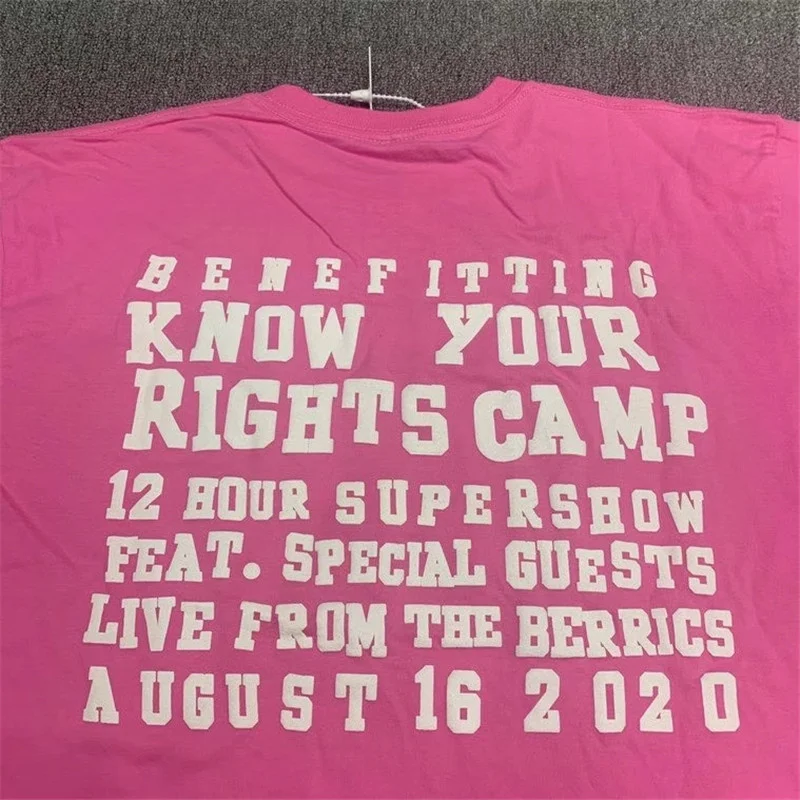 BENEFITTING
KNOW YOUR
RIGHTS CAMP
12 HOUR SUPERSHOW
FEAT. SPECIAL GUESTS
LIVE FROM THE BERRICS
AUGUST 16 2020